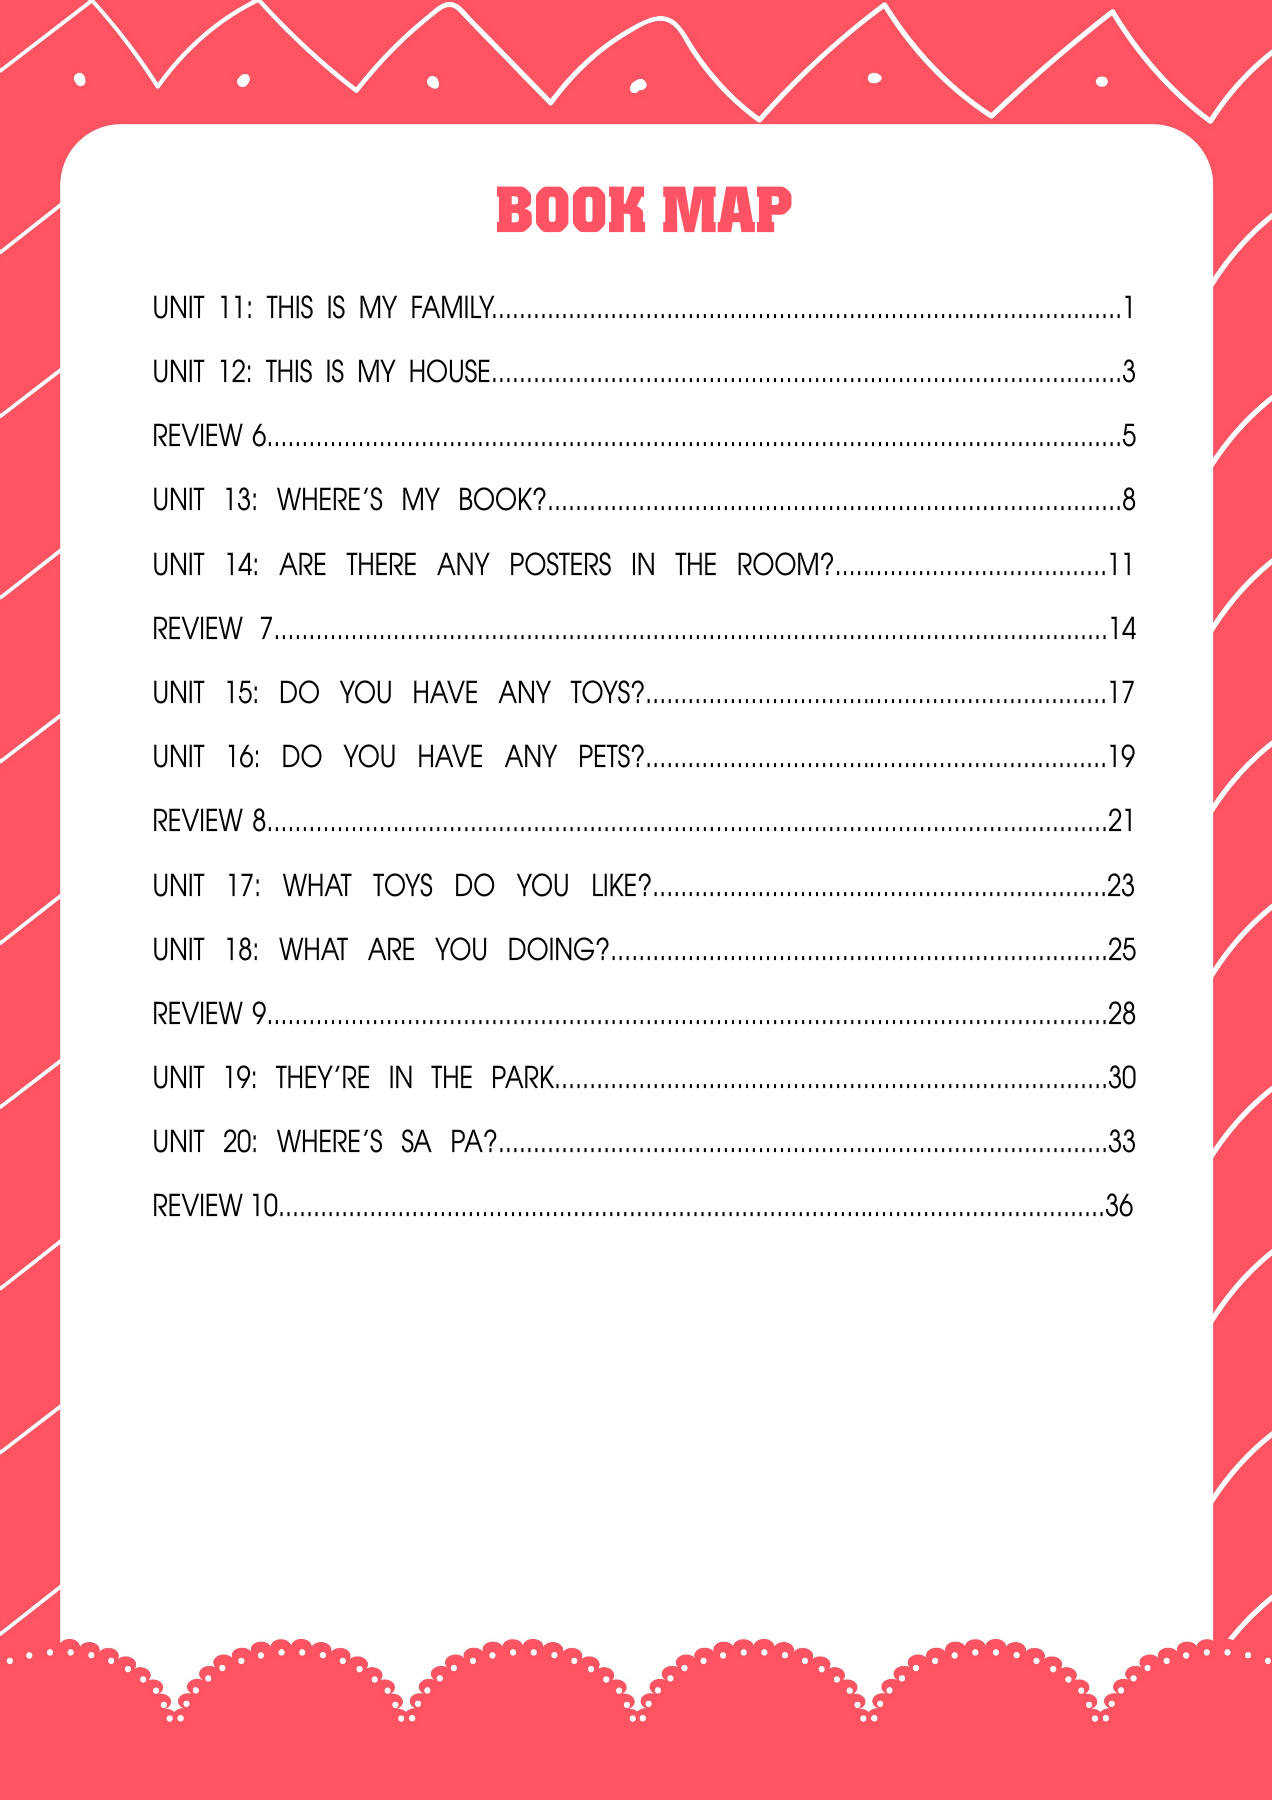 BOOK MAP
UNIT 11: THIS IS MY FAMILY........................................................................................1
UNIT 12: THIS IS MY HOUSE........................................................................................3
REVIEW 6........................................................................................................................5
UNIT 13: WHERE’S MY BOOK?.................................................................................8
UNIT 14: ARE THERE ANY POSTERS IN THE ROOM?.......................................11
REVIEW 7.....................................................................................................................14
UNIT 15: DO YOU HAVE ANY TOYS?.................................................................17
UNIT 16: DO YOU HAVE ANY PETS?.................................................................19
REVIEW 8......................................................................................................................21
UNIT 17: WHAT TOYS DO YOU LIKE?................................................................23
UNIT 18: WHAT ARE YOU DOING?......................................................................25
REVIEW 9......................................................................................................................28
UNIT 19: THEY’RE IN THE PARK..............................................................................30
UNIT 20: WHERE’S SA PA?......................................................................................33
REVIEW 10....................................................................................................................36